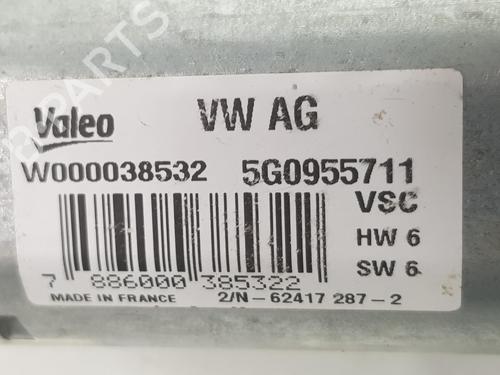 Valeo VW AG
W000038532 5G0955711
VSC
HW 6
SW 6
7 886000 385322
MADE IN FRANCE 2/N-62417 287-2
B-PARTS